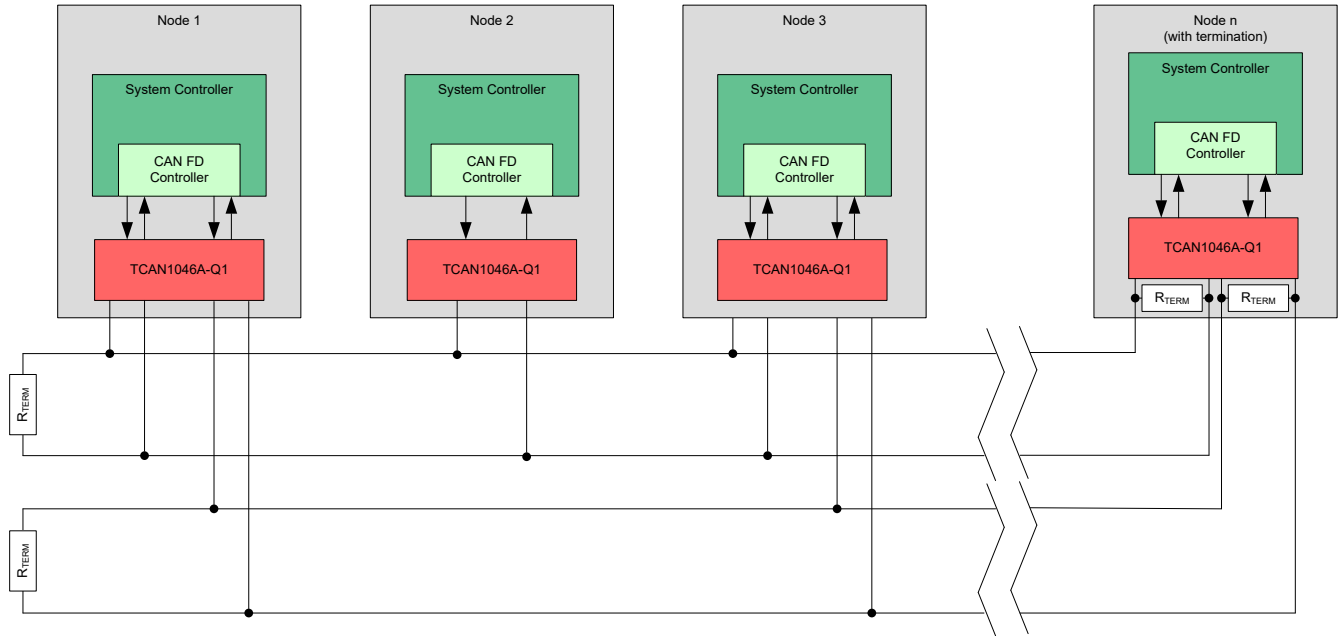 Node 1
System Controller
CAN FD
Controller
TCAN1046A-Q1
Node 2
System Controller
CAN FD
Controller
TCAN1046A-Q1
Node 3
System Controller
CAN FD
Controller
TCAN1046A-Q1
Node n
(with termination)
System Controller
CAN FD
Controller
TCAN1046A-Q1
RTERM
RTERM
RTERM
RTERM